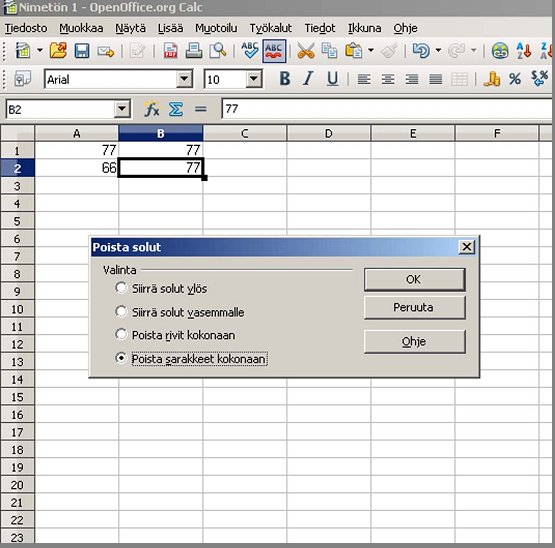 Nimetön 1 - OpenOffice.org Calc
Tiedosto Muokkaa Näytä Lisää Muotoilu Työkalut Tiedot Ikkuna Ohje
PDF ABC ABC
Arial 10 B I U % $%
B2 77
A B C D E F
1 77 77
2 66 77
3
4
5
6
Poista solut
7
Valinta
8
OK
Siirrä solut ylös
9
Siirrä solut vasemmalle
Peruuta
10
11
Poista rivit kokonaan
Ohje
12
Poista sarakkeet kokonaan
13
14
15
16
17
18
19
20
21
22
23